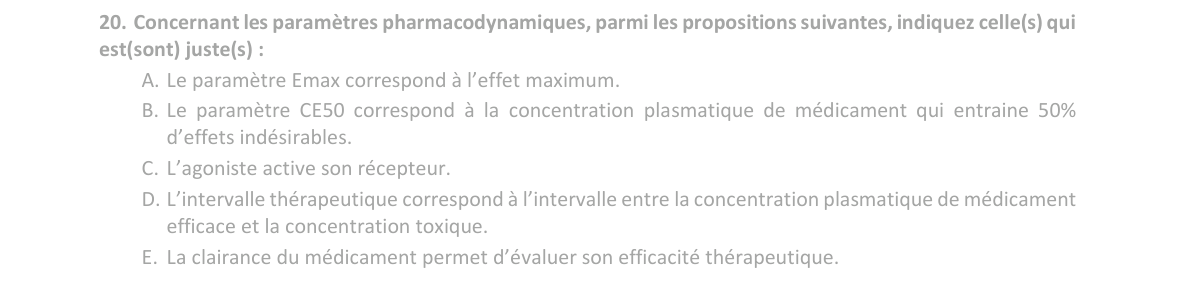 20. Concernant les paramètres pharmacodynamiques, parmi les propositions suivantes, indiquez celle(s) qui
est(sont) juste(s) :
A. Le paramètre Emax correspond à l’effet maximum.
B. Le paramètre CE50 correspond à la concentration plasmatique de médicament qui entraine 50%
d’effets indésirables.
C. L’agoniste active son récepteur.
D. L’intervalle thérapeutique correspond à l’intervalle entre la concentration plasmatique de médicament
efficace et la concentration toxique.
E. La clairance du médicament permet d’évaluer son efficacité thérapeutique.